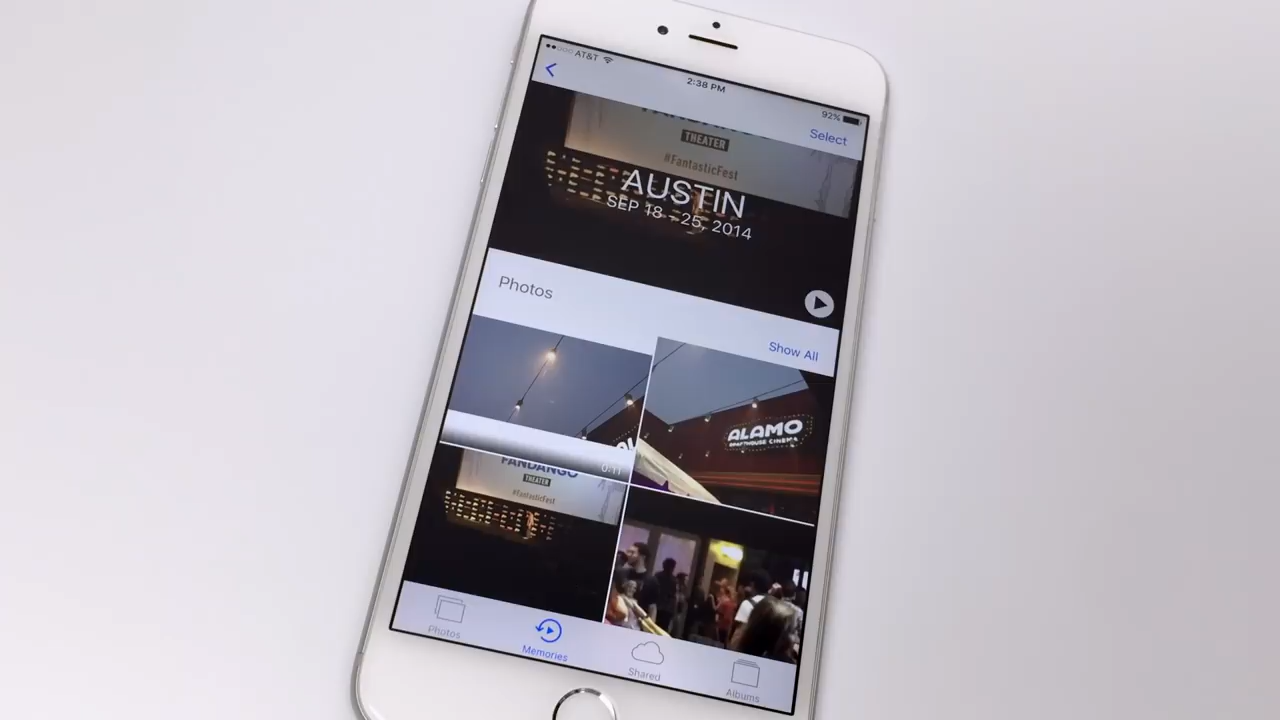 AT&T
2:38 PM
92%
Select
THEATER
#FantasticFest
AUSTIN
SEP 18 - 25, 2014
Photos
Show All
ALAMO
DRAFTHOUSE CINEMA
0:11
FANDANGO
THEATER
#FantasticFest
Photos
Memories
Shared
Albums